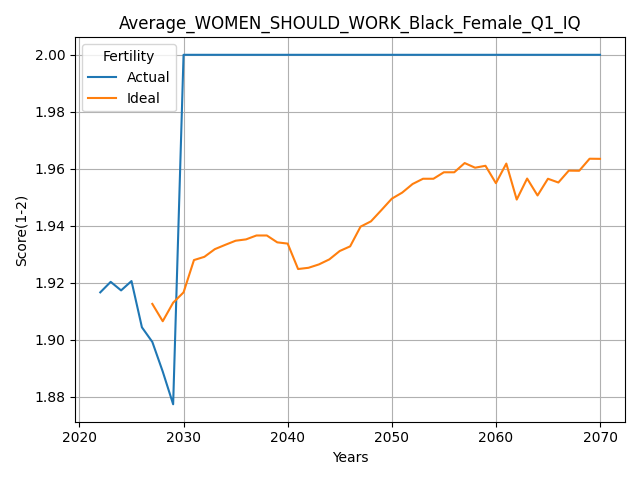 Average_WOMEN_SHOULD_WORK_Black_Female_Q1_IQ
Fertility
Actual
Ideal
Score(1-2)
2.00
1.98
1.96
1.94
1.92
1.90
1.88
2020 2030 2040 2050 2060 2070
Years